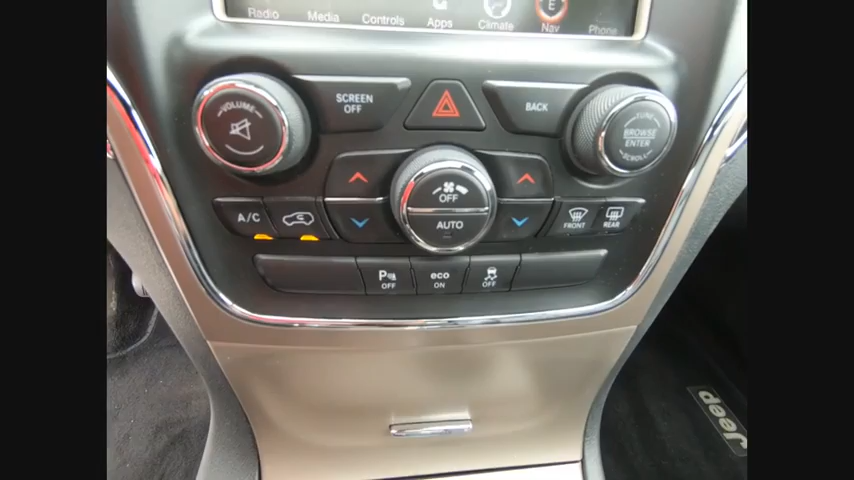 Radio Media Controls Apps Climate Nav Phone
E
VOLUME
SCREEN
OFF
BACK
TUNE
BROWSE
ENTER
SCROLL
OFF
AUTO
A/C
FRONT REAR
P OFF
eco
ON
OFF
Jeep